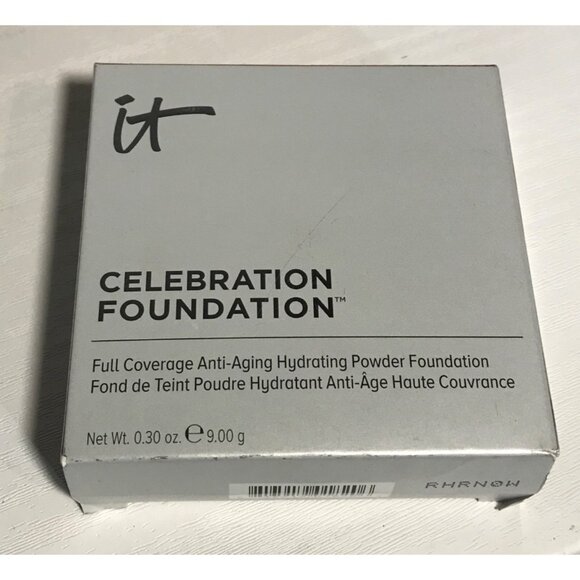 it
CELEBRATION
FOUNDATION™
Full Coverage Anti-Aging Hydrating Powder Foundation
Fond de Teint Poudre Hydratant Anti-Âge Haute Couvrance
Net Wt. 0.30 oz. ℮ 9.00 g
RHRN0W